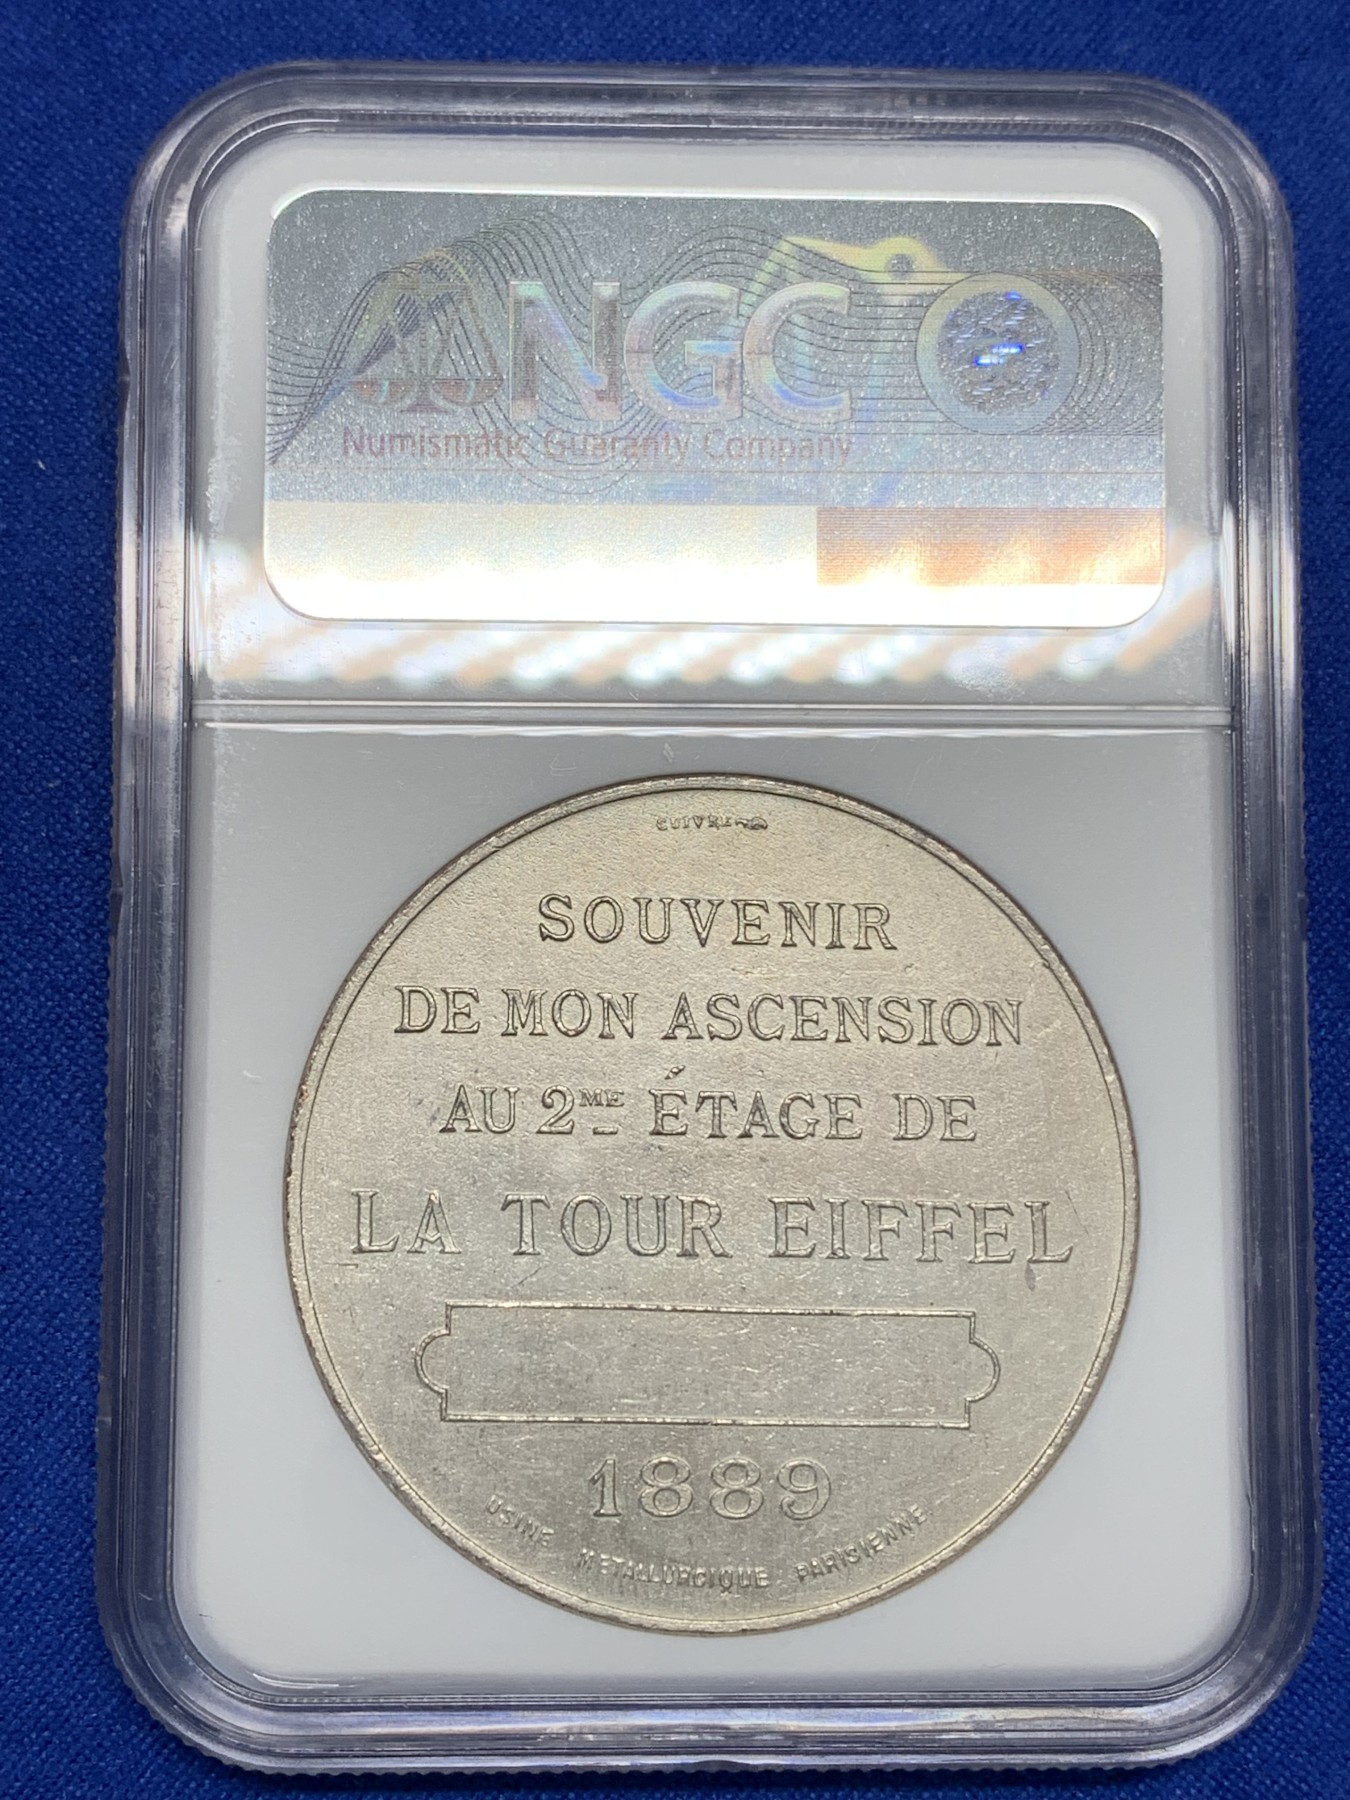 NGC
Numismatic Guaranty Company
CUIVRE
SOUVENIR
DE MON ASCENSION
AU 2ME ÉTAGE DE
LA TOUR EIFFEL
1889
USINE METALLURGIQUE PARISIENNE